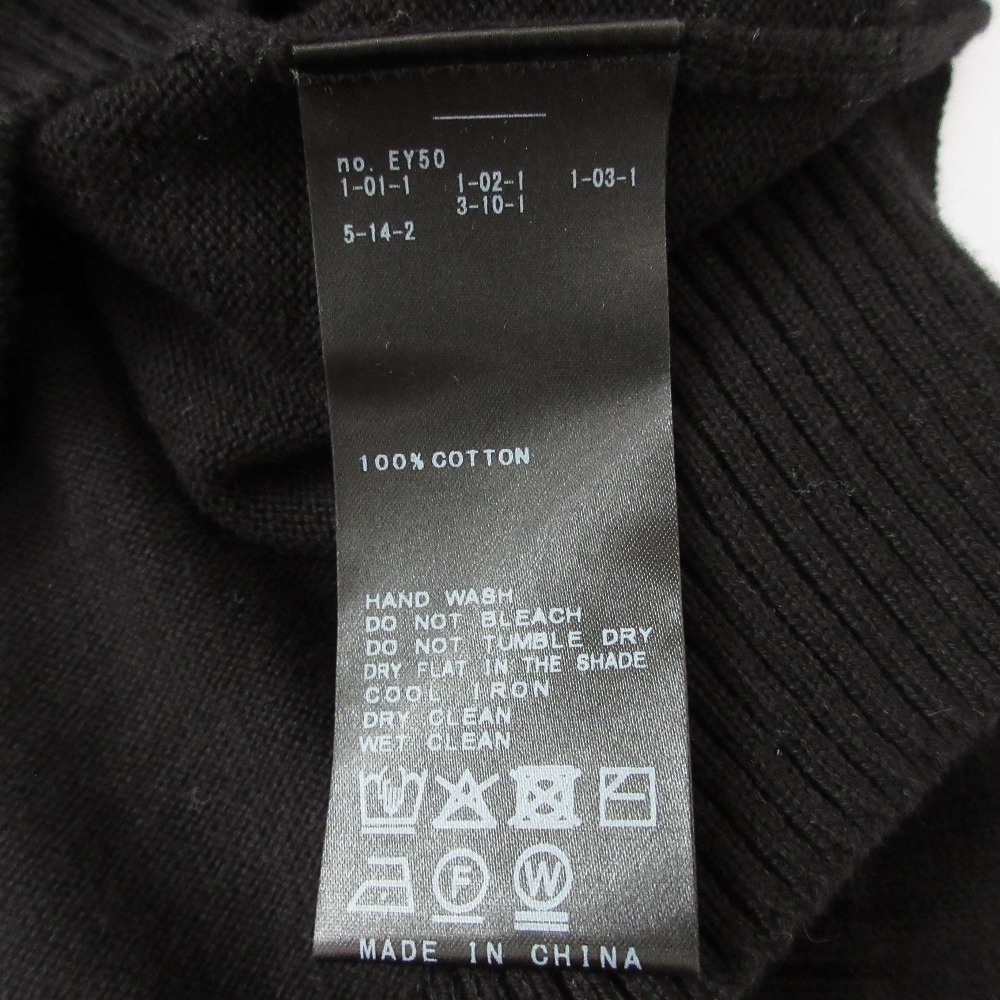 no. EY50
1-01-1 1-02-1 1-03-1
3-10-1
5-14-2
100% COTTON
HAND WASH
DO NOT BLEACH
DO NOT TUMBLE DRY
DRY FLAT IN THE SHADE
COOL IRON
DRY CLEAN
WET CLEAN
F W
MADE IN CHINA